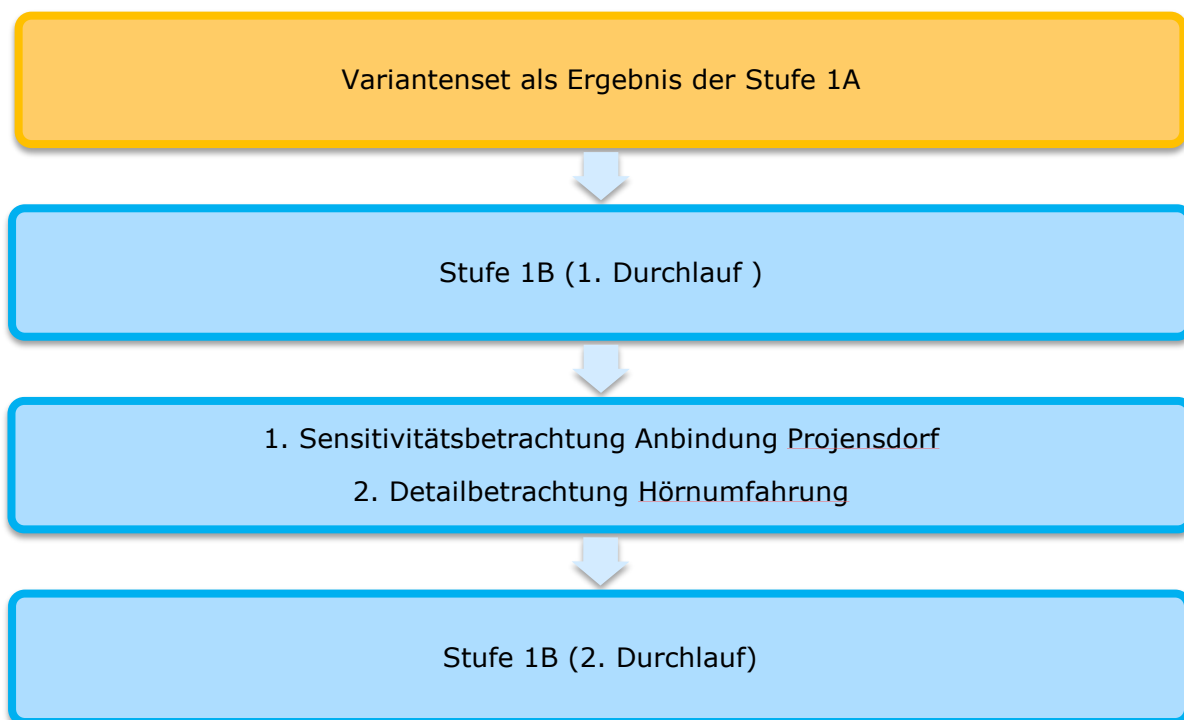 Variantenset als Ergebnis der Stufe 1A
Stufe 1B (1. Durchlauf )
1. Sensitivitätsbetrachtung Anbindung Projensdorf
2. Detailbetrachtung Hörnumfahrung
Stufe 1B (2. Durchlauf)